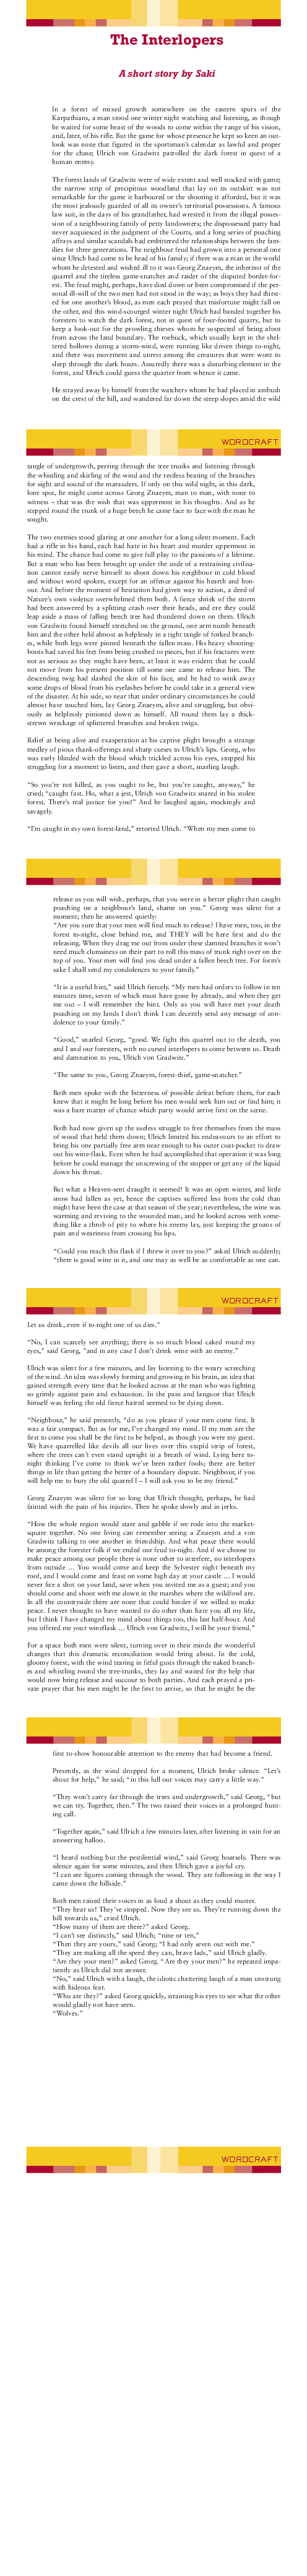 The Interlopers
A short story by Saki
In a forest of mixed growth somewhere on the eastern spurs of the
Karpathians, a man stood one winter night watching and listening, as though
he waited for some beast of the woods to come within the range of his vision,
and, later, of his rifle. But the game for whose presence he kept so keen an out-
look was none that figured in the sportsman's calendar as lawful and proper
for the chase; Ulrich von Gradwitz patrolled the dark forest in quest of a
human enemy.
The forest lands of Gradwitz were of wide extent and well stocked with game;
the narrow strip of precipitous woodland that lay on its outskirt was not
remarkable for the game it harboured or the shooting it afforded, but it was
the most jealously guarded of all its owner's territorial possessions. A famous
law suit, in the days of his grandfather, had wrested it from the illegal posses-
sion of a neighbouring family of petty landowners; the dispossessed party had
never acquiesced in the judgment of the Courts, and a long series of poaching
affrays and similar scandals had embittered the relationships between the fam-
ilies for three generations. The neighbour feud had grown into a personal one
since Ulrich had come to be head of his family; if there was a man in the world
whom he detested and wished ill to it was Georg Znaeym, the inheritor of the
quarrel and the tireless game-snatcher and raider of the disputed border-for-
est. The feud might, perhaps, have died down or been compromised if the per-
sonal ill-will of the two men had not stood in the way; as boys they had thirst-
ed for one another's blood, as men each prayed that misfortune might fall on
the other, and this wind-scourged winter night Ulrich had banded together his
foresters to watch the dark forest, not in quest of four-footed quarry, but to
keep a look-out for the prowling thieves whom he suspected of being afoot
from across the land boundary. The roebuck, which usually kept in the shel-
tered hollows during a storm-wind, were running like driven things to-night,
and there was movement and unrest among the creatures that were wont to
sleep through the dark hours. Assuredly there was a disturbing element in the
forest, and Ulrich could guess the quarter from whence it came.
He strayed away by himself from the watchers whom he had placed in ambush
on the crest of the hill, and wandered far down the steep slopes amid the wild
WORDCRAFT
tangle of undergrowth, peering through the tree trunks and listening through
the whistling and skirling of the wind and the restless beating of the branches
for sight and sound of the marauders. If only on this wild night, in this dark,
lone spot, he might come across Georg Znaeym, man to man, with none to
witness – that was the wish that was uppermost in his thoughts. And as he
stepped round the trunk of a huge beech he came face to face with the man he
sought.
The two enemies stood glaring at one another for a long silent moment. Each
had a rifle in his hand, each had hate in his heart and murder uppermost in
his mind. The chance had come to give full play to the passions of a lifetime.
But a man who has been brought up under the code of a restraining civilisa-
tion cannot easily nerve himself to shoot down his neighbour in cold blood
and without word spoken, except for an offence against his hearth and hon-
our. And before the moment of hesitation had given way to action, a deed of
Nature's own violence overwhelmed them both. A fierce shriek of the storm
had been answered by a splitting crash over their heads, and ere they could
leap aside a mass of falling beech tree had thundered down on them. Ulrich
von Gradwitz found himself stretched on the ground, one arm numb beneath
him and the other held almost as helplessly in a tight tangle of forked branch-
es, while both legs were pinned beneath the fallen mass. His heavy shooting-
boots had saved his feet from being crushed to pieces, but if his fractures were
not as serious as they might have been, at least it was evident that he could
not move from his present position till some one came to release him. The
descending twig had slashed the skin of his face, and he had to wink away
some drops of blood from his eyelashes before he could take in a general view
of the disaster. At his side, so near that under ordinary circumstances he could
almost have touched him, lay Georg Znaeym, alive and struggling, but obvi-
ously as helplessly pinioned down as himself. All round them lay a thick-
strewn wreckage of splintered branches and broken twigs.
Relief at being alive and exasperation at his captive plight brought a strange
medley of pious thank-offerings and sharp curses to Ulrich's lips. Georg, who
was early blinded with the blood which trickled across his eyes, stopped his
struggling for a moment to listen, and then gave a short, snarling laugh.
"So you're not killed, as you ought to be, but you're caught, anyway," he
cried; "caught fast. Ho, what a jest, Ulrich von Gradwitz snared in his stolen
forest. There's real justice for you!" And he laughed again, mockingly and
savagely.
"I'm caught in my own forest-land," retorted Ulrich. "When my men come to
release us you will wish, perhaps, that you were in a better plight than caught
poaching on a neighbor's land, shame on you." Georg was silent for a
moment; then he answered quietly:
"Are you sure that your men will find much to release? I have men, too, in the
forest to-night, close behind me, and THEY will be here first and do the
releasing. When they drag me out from under these damned branches it won't
need much clumsiness on their part to roll this mass of trunk right over on the
top of you. Your men will find you dead under a fallen beech tree. For form's
sake I shall send my condolences to your family."
"It is a useful hint," said Ulrich fiercely. "My men had orders to follow in ten
minutes time, seven of which must have gone by already, and when they get
me out – I will remember the hint. Only as you will have met your death
poaching on my lands I don't think I can decently send any message of con-
dolence to your family."
"Good," snarled Georg, "good. We fight this quarrel out to the death, you
and I and our foresters, with no cursed interlopers to come between us. Death
and damnation to you, Ulrich von Gradwitz."
"The same to you, Georg Znaeym, forest-thief, game-snatcher."
Both men spoke with the bitterness of possible defeat before them, for each
knew that it might be long before his men would seek him out or find him; it
was a bare matter of chance which party would arrive first on the scene.
Both had now given up the useless struggle to free themselves from the mass
of wood that held them down; Ulrich limited his endeavours to an effort to
bring his one partially free arm near enough to his outer coat-pocket to draw
out his wine-flask. Even when he had accomplished that operation it was long
before he could manage the unscrewing of the stopper or get any of the liquid
down his throat.
But what a Heaven-sent draught it seemed! It was an open winter, and little
snow had fallen as yet, hence the captives suffered less from the cold than
might have been the case at that season of the year; nevertheless, the wine was
warming and reviving to the wounded man, and he looked across with some-
thing like a throb of pity to where his enemy lay, just keeping the groans of
pain and weariness from crossing his lips.
"Could you reach this flask if I threw it over to you?" asked Ulrich suddenly;
"there is good wine in it, and one may as well be as comfortable as one can.
WORDCRAFT
Let us drink, even if to-night one of us dies."
"No, I can scarcely see anything; there is so much blood caked round my
eyes," said Georg, "and in any case I don't drink wine with an enemy."
Ulrich was silent for a few minutes, and lay listening to the weary screeching
of the wind. An idea was slowly forming and growing in his brain, an idea that
gained strength every time that he looked across at the man who was fighting
so grimly against pain and exhaustion. In the pain and languor that Ulrich
himself was feeling the old fierce hatred seemed to be dying down.
"Neighbour," he said presently, "do as you please if your men come first. It
was a fair compact. But as for me, I've changed my mind. If my men are the
first to come you shall be the first to be helped, as though you were my guest.
We have quarrelled like devils all our lives over this stupid strip of forest,
where the trees can't even stand upright in a breath of wind. Lying here to-
night thinking I've come to think we've been rather fools; there are better
things in life than getting the better of a boundary dispute. Neighbour, if you
will help me to bury the old quarrel I – I will ask you to be my friend."
Georg Znaeym was silent for so long that Ulrich thought, perhaps, he had
fainted with the pain of his injuries. Then he spoke slowly and in jerks.
"How the whole region would stare and gabble if we rode into the market-
square together. No one living can remember seeing a Znaeym and a von
Gradwitz talking to one another in friendship. And what peace there would
be among the forester folk if we ended our feud to-night. And if we choose to
make peace among our people there is none other to interfere, no interlopers
from outside ... You would come and keep the Sylvester night beneath my
roof, and I would come and feast on some high day at your castle ... I would
never fire a shot on your land, save when you invited me as a guest; and you
should come and shoot with me down in the marshes where the wildfowl are.
In all the countryside there are none that could hinder if we willed to make
peace. I never thought to have wanted to do other than hate you all my life,
but I think I have changed my mind about things too, this last half-hour. And
you offered me your wineflask ... Ulrich von Gradwitz, I will be your friend."
For a space both men were silent, turning over in their minds the wonderful
changes that this dramatic reconciliation would bring about. In the cold,
gloomy forest, with the wind tearing in fitful gusts through the naked branch-
es and whistling round the tree-trunks, they lay and waited for the help that
would now bring release and succour to both parties. And each prayed a pri-
vate prayer that his men might be the first to arrive, so that he might be the
first to show honourable attention to the enemy that had become a friend.
Presently, as the wind dropped for a moment, Ulrich broke silence. "Let's
shout for help," he said; "in this lull our voices may carry a little way."
"They won't carry far through the trees and undergrowth," said Georg, "but
we can try. Together, then." The two raised their voices in a prolonged hunt-
ing call.
"Together again," said Ulrich a few minutes later, after listening in vain for an
answering halloo.
"I heard nothing but the pestilential wind," said Georg hoarsely. There was
silence again for some minutes, and then Ulrich gave a joyful cry.
"I can see figures coming through the wood. They are following in the way I
came down the hillside."
Both men raised their voices in as loud a shout as they could muster.
"They hear us! They've stopped. Now they see us. They're running down the
hill towards us," cried Ulrich.
"How many of them are there?" asked Georg.
"I can't see distinctly," said Ulrich; "nine or ten,"
"Then they are yours," said Georg; "I had only seven out with me."
"They are making all the speed they can, brave lads," said Ulrich gladly.
"Are they your men?" asked Georg. "Are they your men?" he repeated impa-
tiently as Ulrich did not answer.
"No," said Ulrich with a laugh, the idiotic chattering laugh of a man unstrung
with hideous fear.
"Who are they?" asked Georg quickly, straining his eyes to see what the other
would gladly not have seen.
"Wolves."
WORDCRAFT